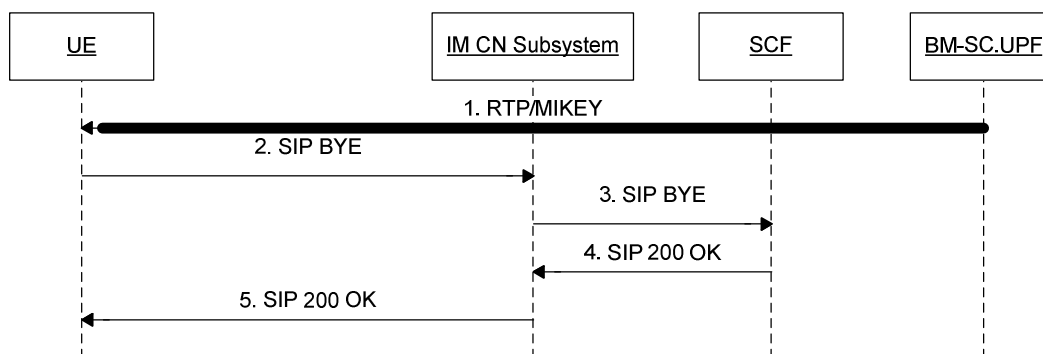 UE
IM CN Subsystem
SCF
BM-SC.UPF
1. RTP/MIKEY
2. SIP BYE
3. SIP BYE
4. SIP 200 OK
5. SIP 200 OK